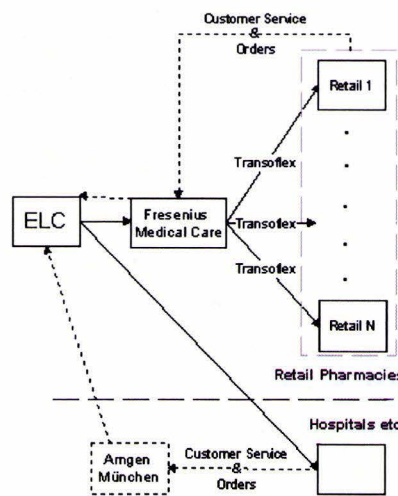 Customer Service
&
Orders
Retail 1
Transoflex
ELC
Fresenius
Medical Care
Transoflex
Transoflex
Retail N
Retail Pharmacies
Hospitals etc
Amgen
München
Customer Service
&
Orders